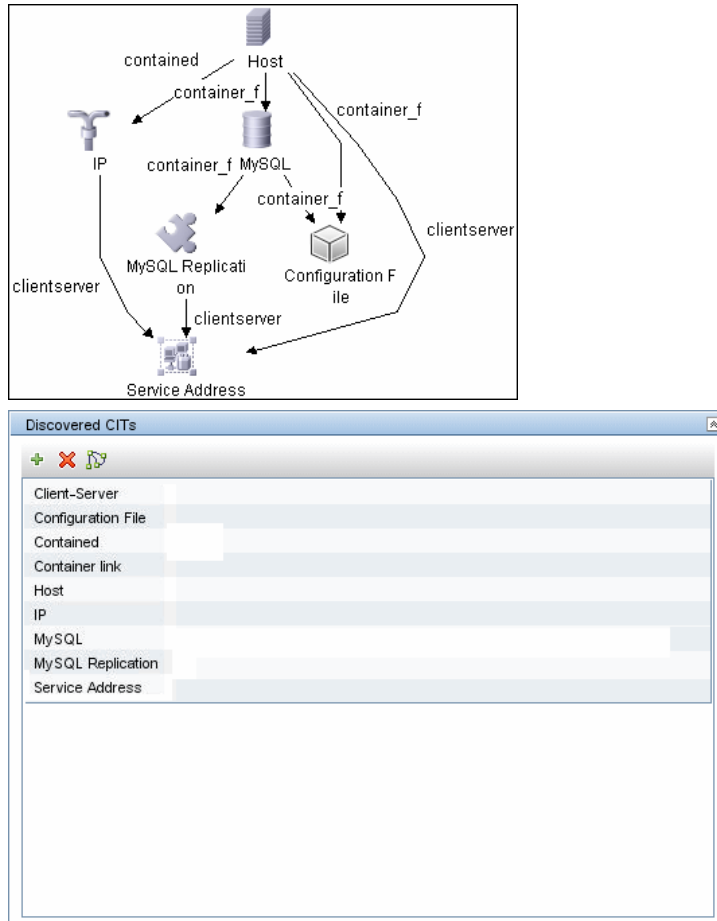 contained
Host
container_f
container_f
IP
container_f
MySQL
container_f
clientserver
MySQL Replicati
on
Configuration F
ile
clientserver
clientserver
Service Address
Discovered CITs
Client-Server
Configuration File
Contained
Container link
Host
IP
MySQL
MySQL Replication
Service Address